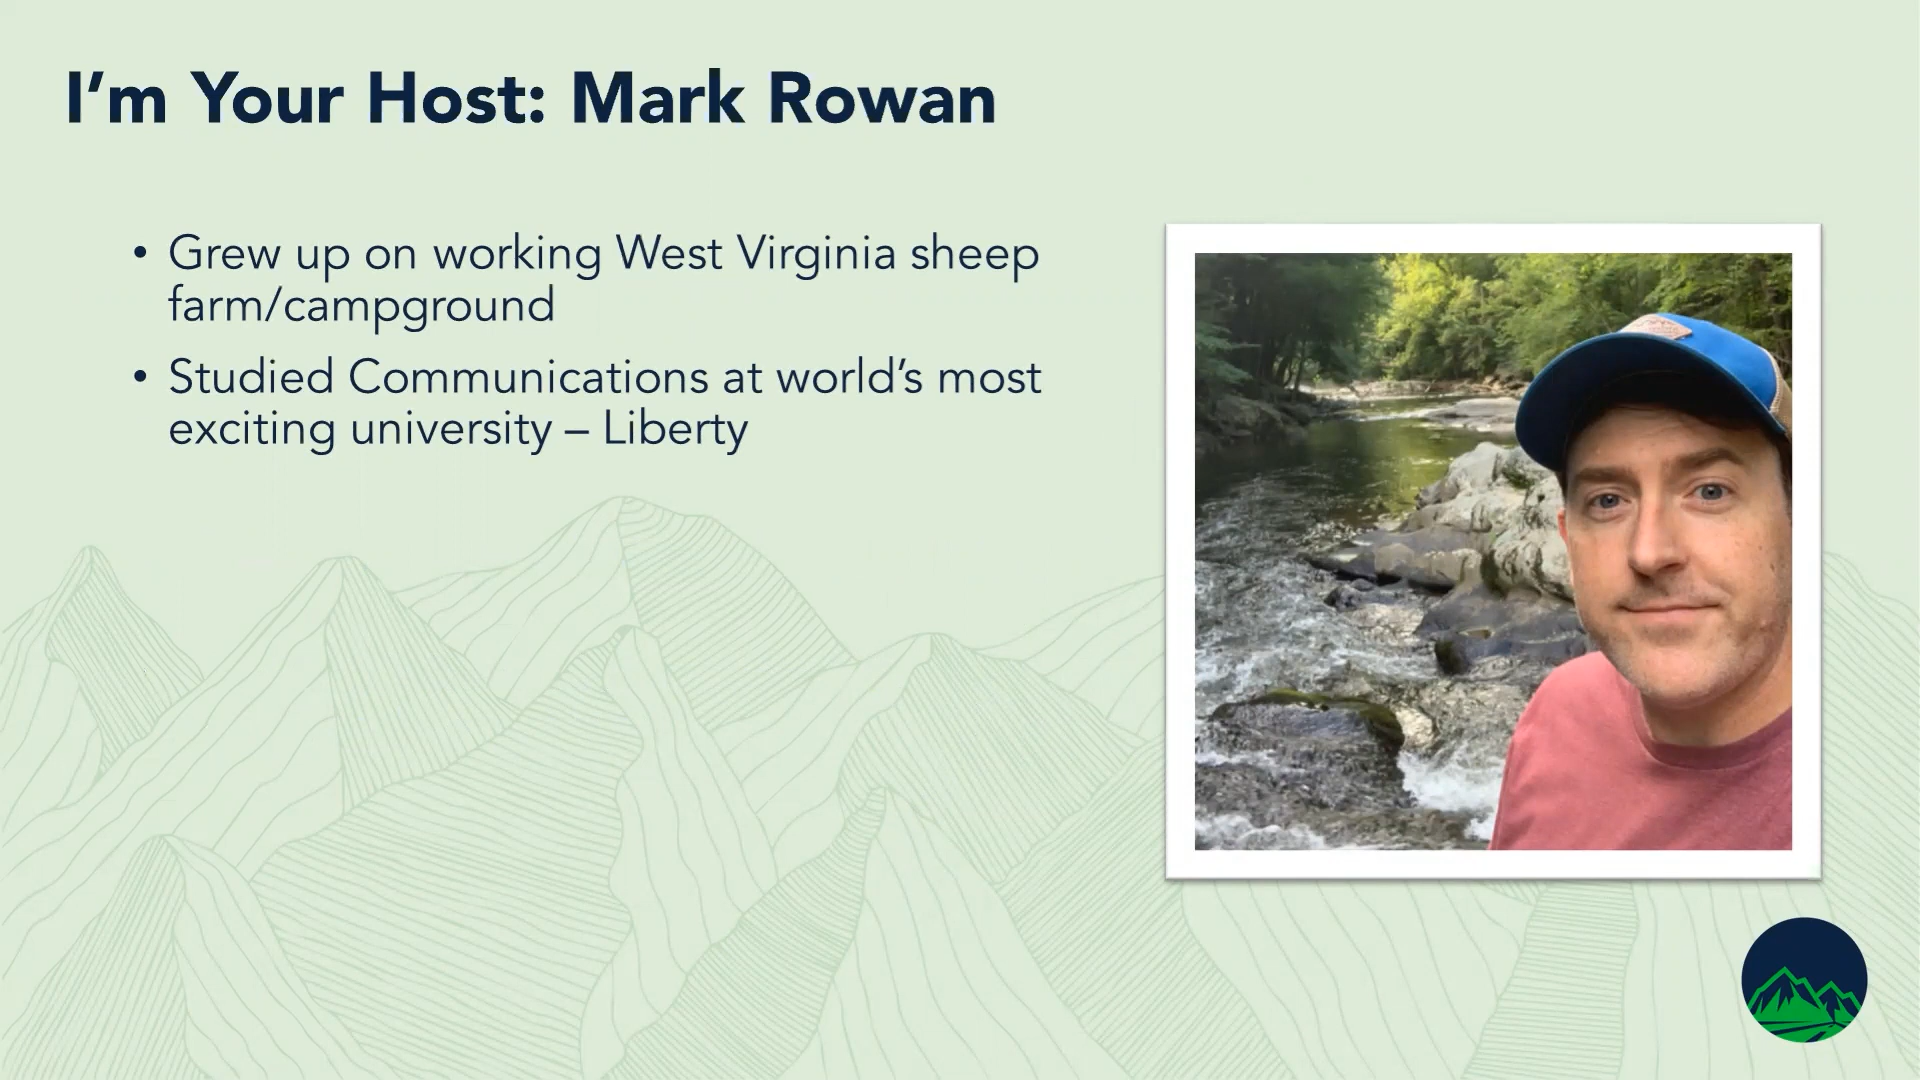 I’m Your Host: Mark Rowan
• Grew up on working West Virginia sheep
farm/campground
• Studied Communications at world’s most
exciting university – Liberty